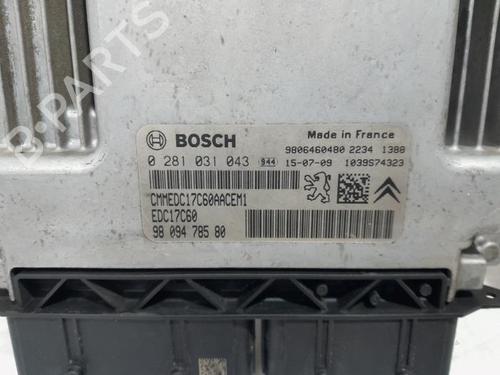 BOSCH
Made in France
9806460480 2234 1388
0 281 031 043 944 15-07-09 1039S74323
CMMEDC17C60AACEM1
EDC17C60
98 094 785 80
B-Parts